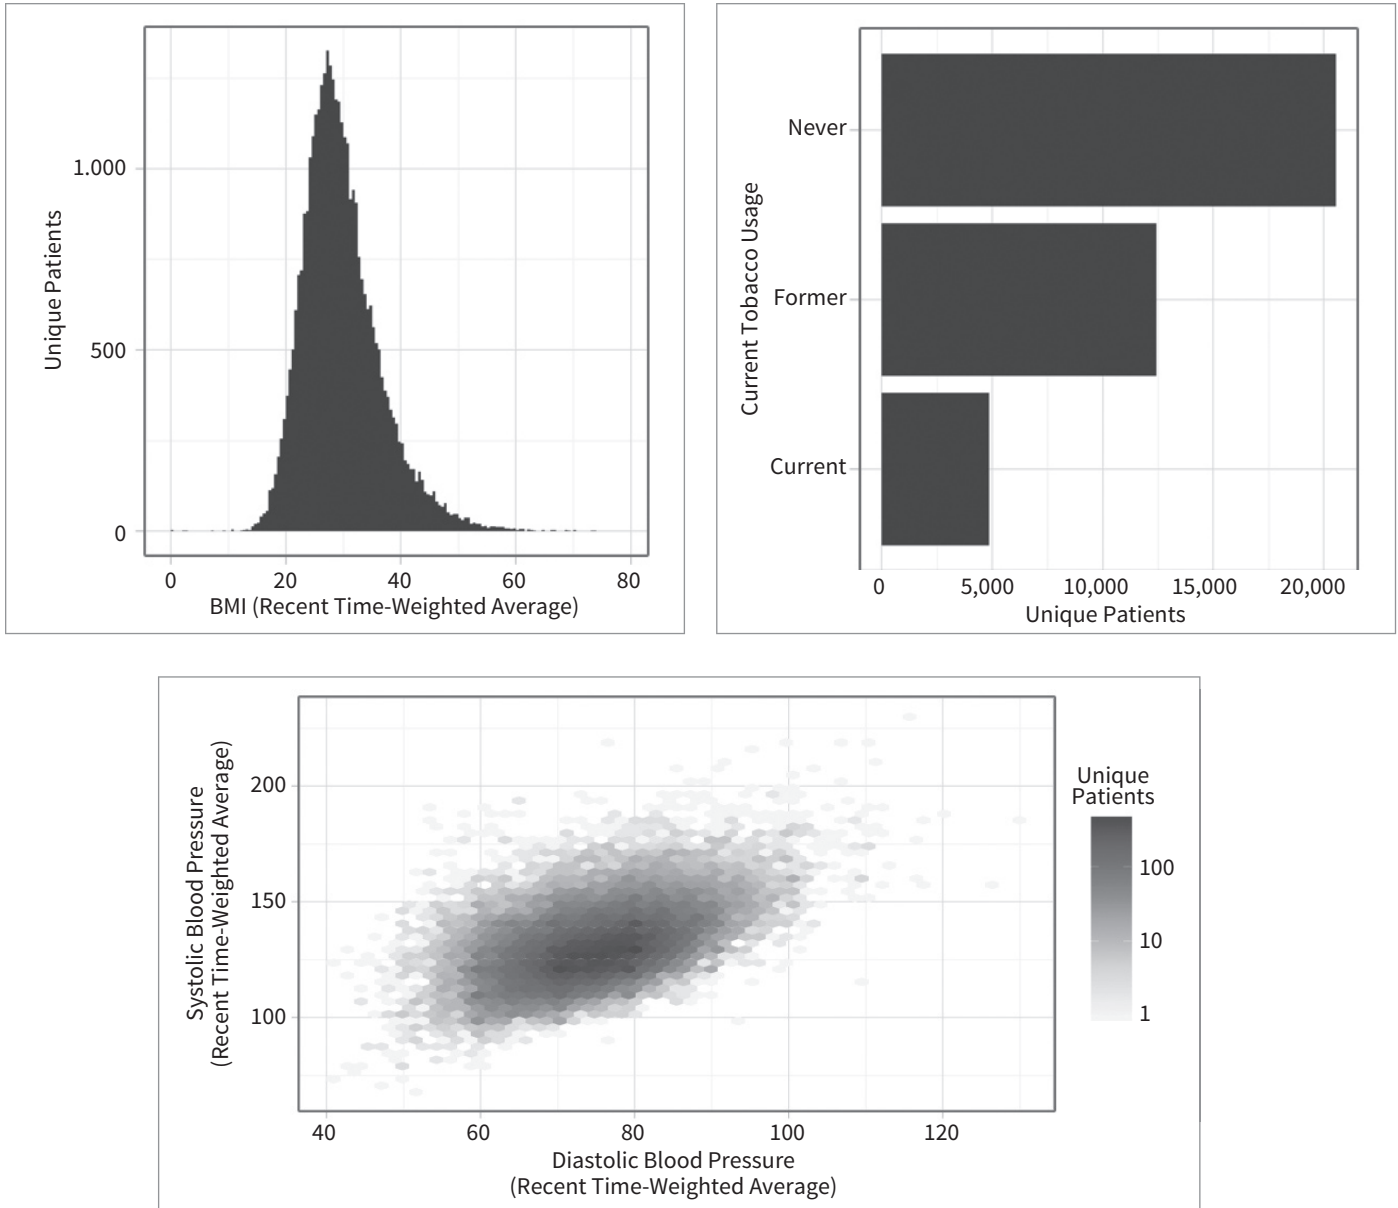 Unique Patients
1.000
500
0
0 20 40 60 80
BMI (Recent Time-Weighted Average)
Current Tobacco Usage
Never
Former
Current
0 5,000 10,000 15,000 20,000
Unique Patients
Systolic Blood Pressure
(Recent Time-Weighted Average)
200
150
100
40 60 80 100 120
Diastolic Blood Pressure
(Recent Time-Weighted Average)
Unique
Patients
100
10
1